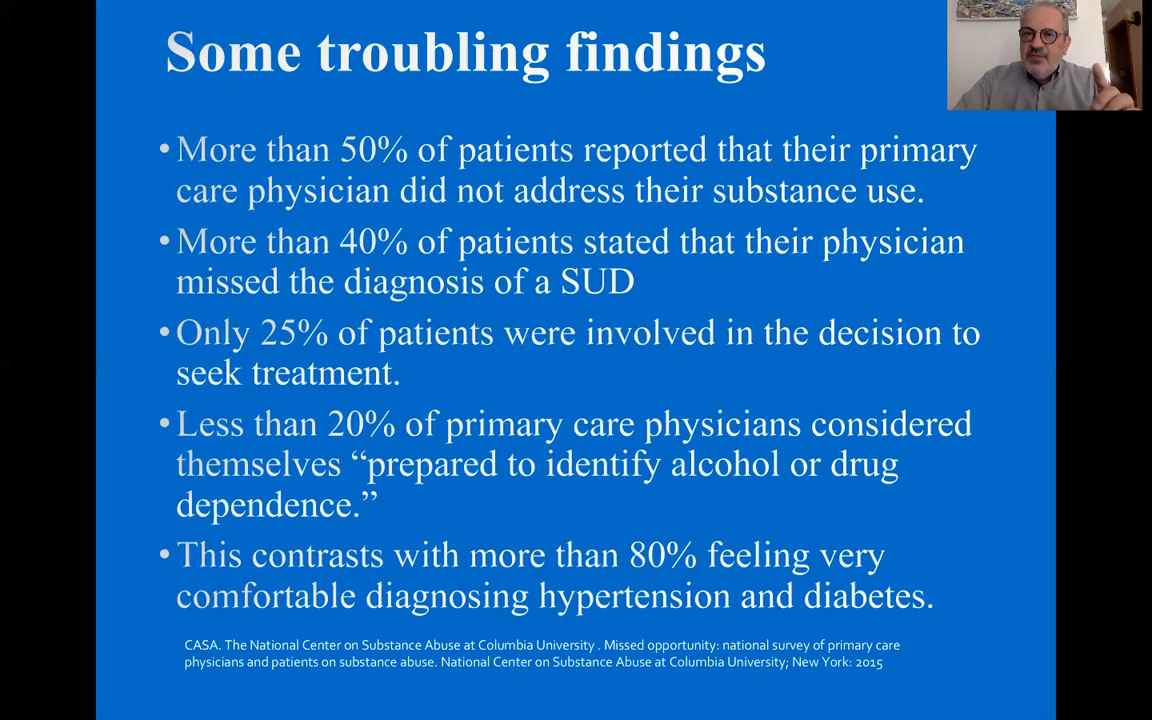 Some troubling findings
•More than 50% of patients reported that their primary
care physician did not address their substance use.
•More than 40% of patients stated that their physician
missed the diagnosis of a SUD
•Only 25% of patients were involved in the decision to
seek treatment.
•Less than 20% of primary care physicians considered
themselves “prepared to identify alcohol or drug
dependence.”
•This contrasts with more than 80% feeling very
comfortable diagnosing hypertension and diabetes.
CASA. The National Center on Substance Abuse at Columbia University . Missed opportunity: national survey of primary care
physicians and patients on substance abuse. National Center on Substance Abuse at Columbia University; New York: 2015